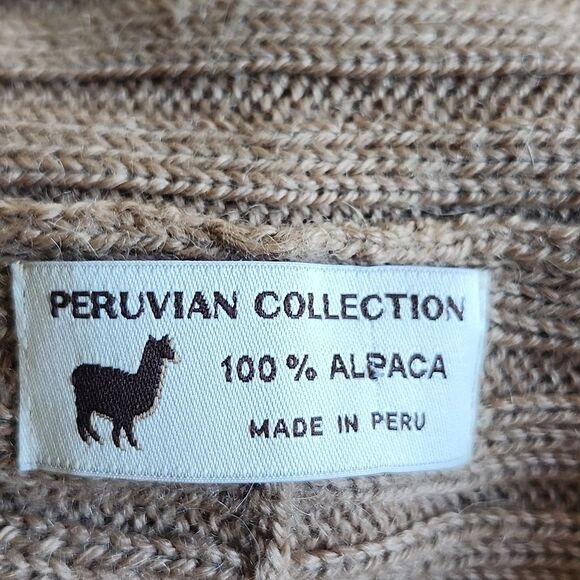 PERUVIAN COLLECTION
100% ALPACA
MADE IN PERU